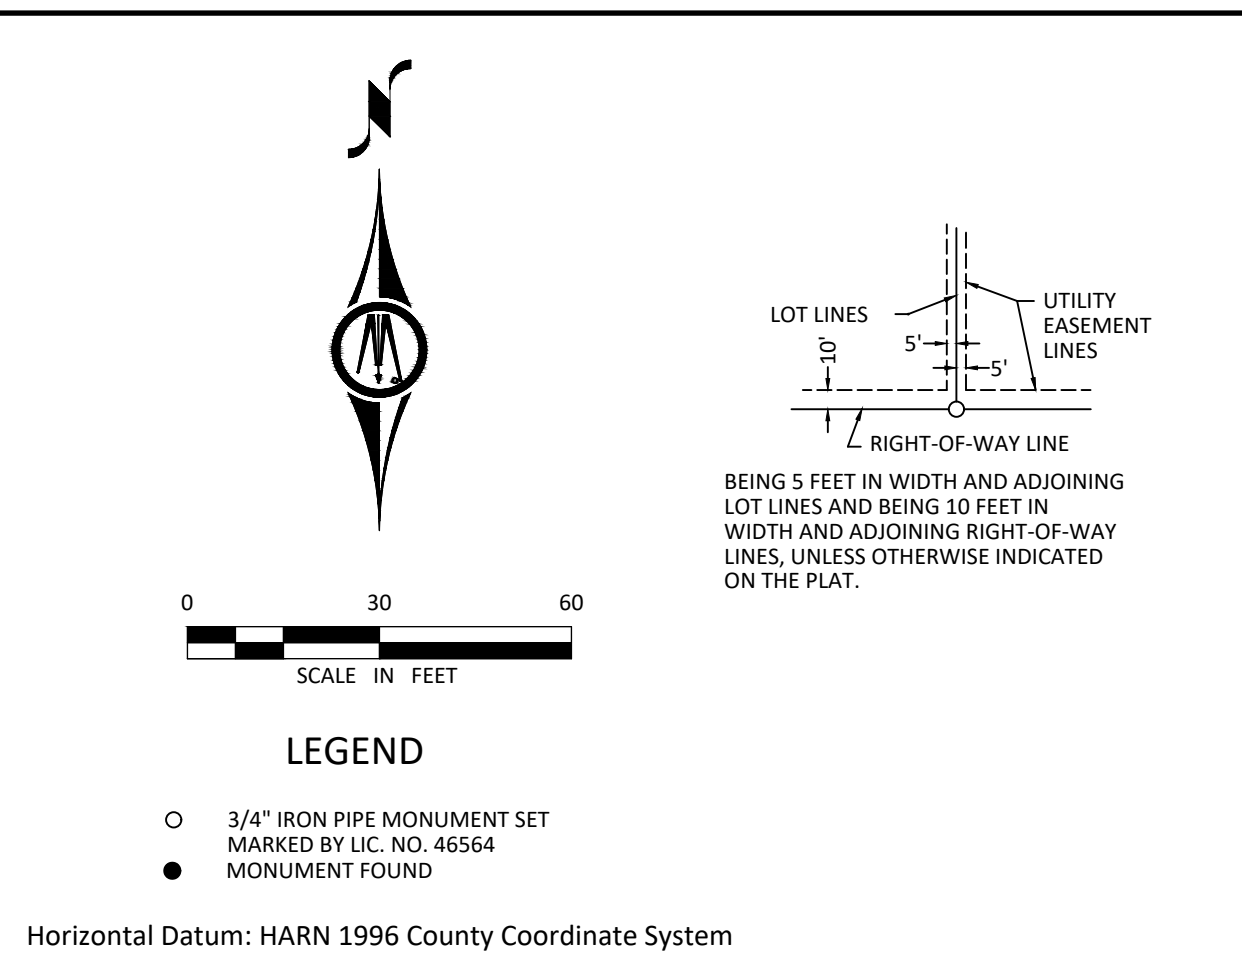 N
LOT LINES
UTILITY
EASEMENT
LINES
10'
5'
5'
RIGHT-OF-WAY LINE
BEING 5 FEET IN WIDTH AND ADJOINING
LOT LINES AND BEING 10 FEET IN
WIDTH AND ADJOINING RIGHT-OF-WAY
LINES, UNLESS OTHERWISE INDICATED
ON THE PLAT.
0 30 60
SCALE IN FEET
LEGEND
3/4" IRON PIPE MONUMENT SET
MARKED BY LIC. NO. 46564
MONUMENT FOUND
Horizontal Datum: HARN 1996 County Coordinate System